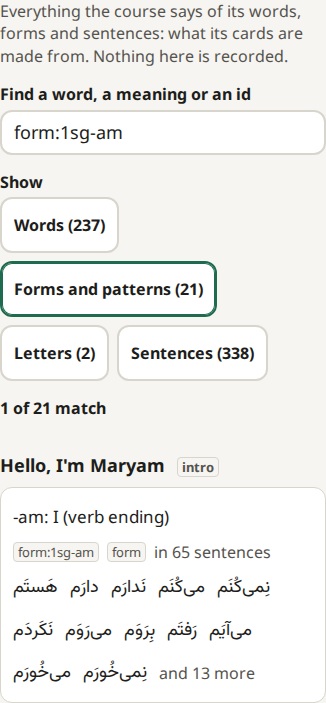 Everything the course says of its words,
forms and sentences: what its cards are
made from. Nothing here is recorded.
Find a word, a meaning or an id
form:1sg-am
Show
Words (237)
Forms and patterns (21)
Letters (2) Sentences (338)
1 of 21 match
Hello, I'm Maryam intro
-am: I (verb ending)
form:1sg-am form in 65 sentences
هَستَم دارَم نَدارَم می‌کُنَم نِمی‌کُنَم
می‌آیَم رَفتَم بِرَوَم می‌رَوَم نَکَردَم
می‌خُورَم نِمی‌خُورَم and 13 more